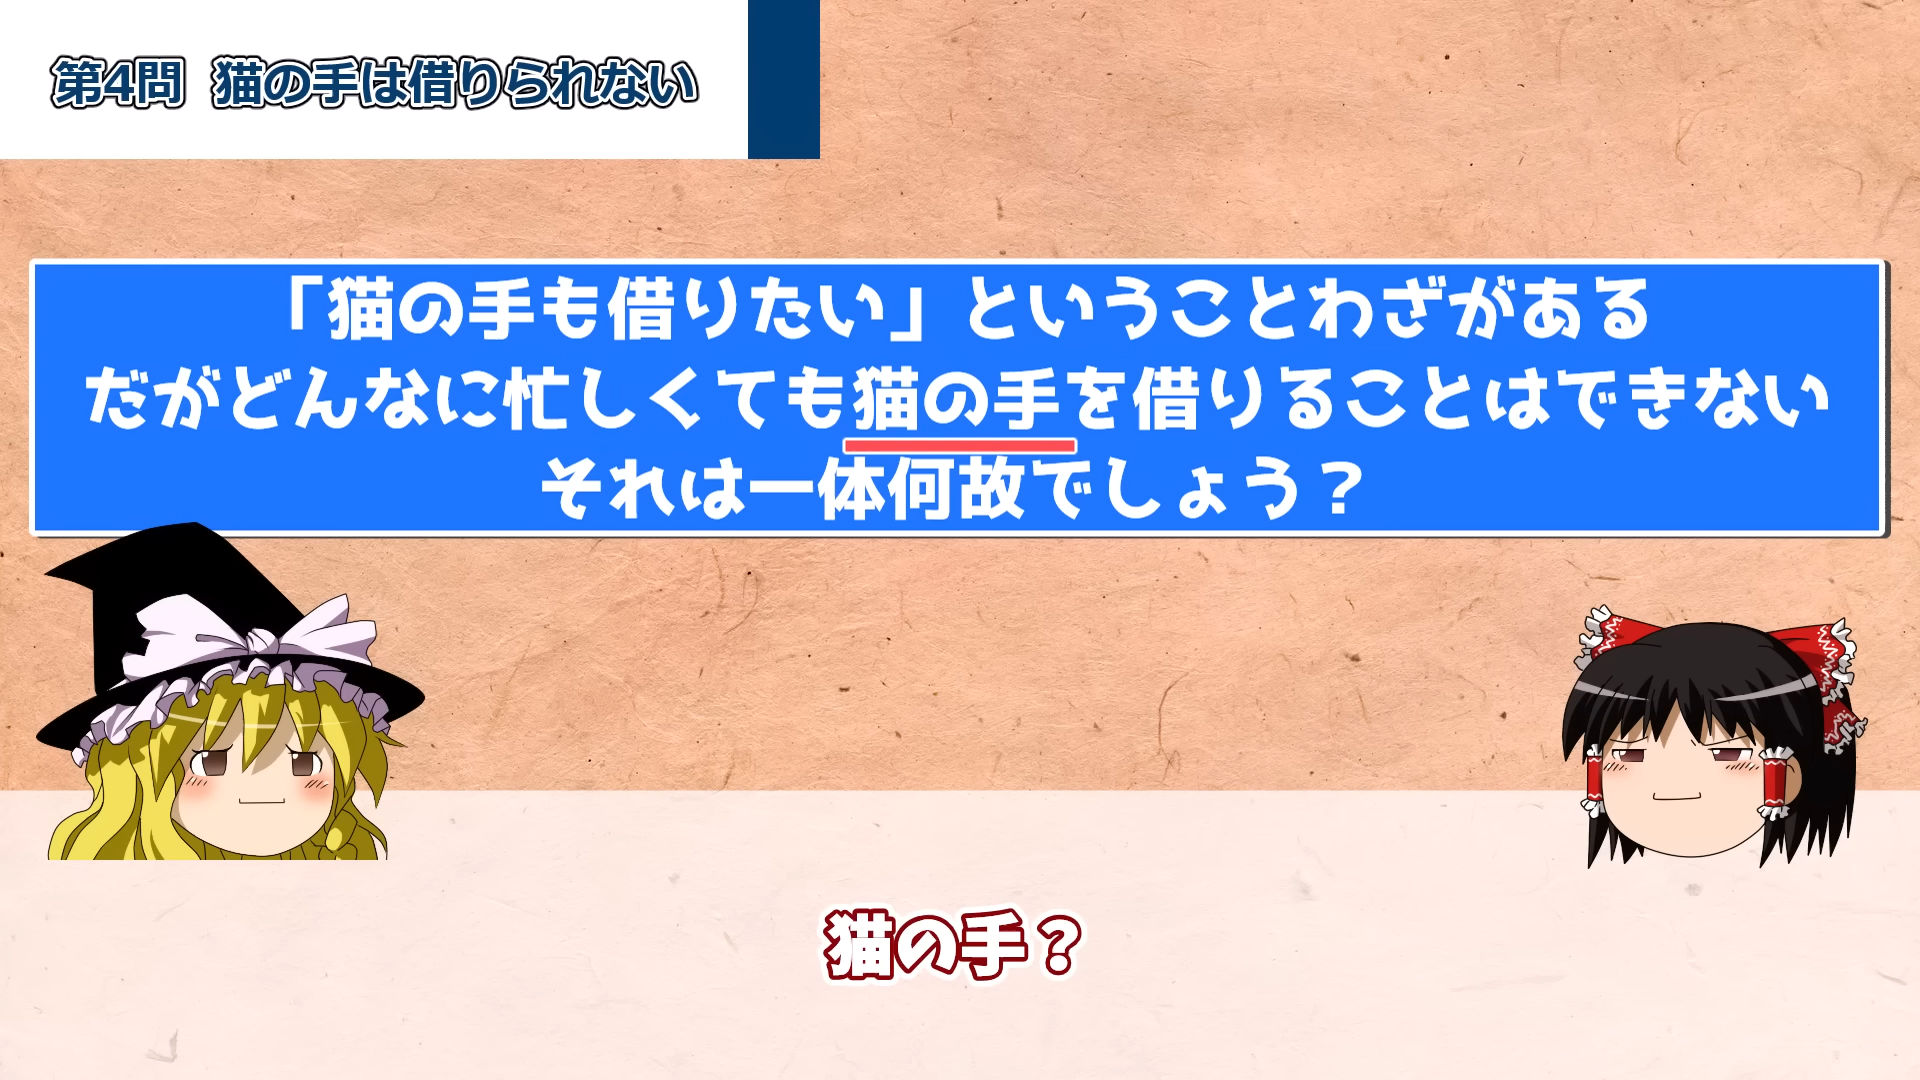 第4問 猫の手は借りられない
「猫の手も借りたい」ということわざがある
だがどんなに忙しくても猫の手を借りることはできない
それは一体何故でしょう？
猫の手？